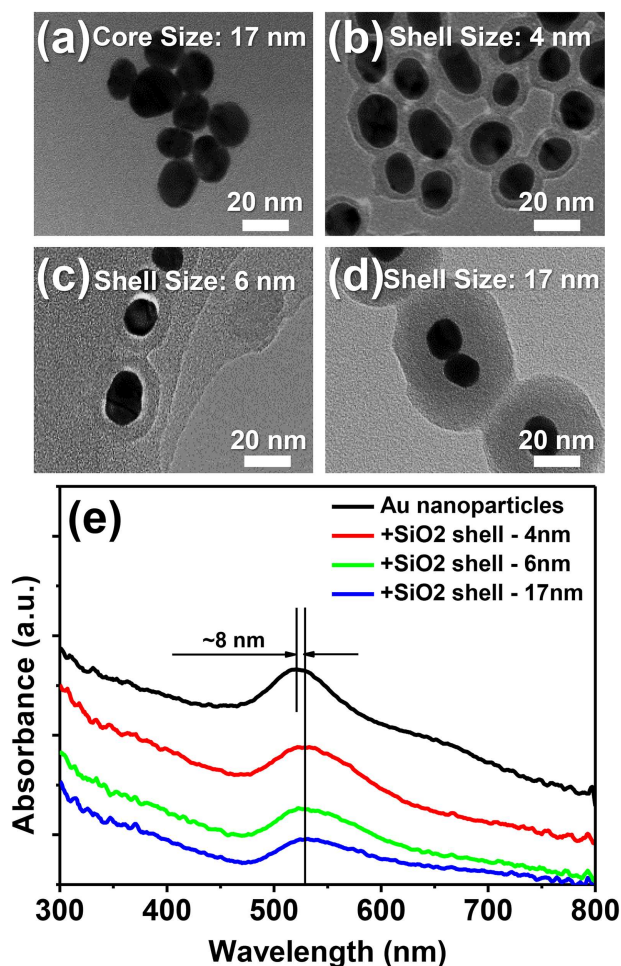 (a) Core Size: 17 nm
20 nm
(b) Shell Size: 4 nm
20 nm
(c) Shell Size: 6 nm
20 nm
(d) Shell Size: 17 nm
20 nm
(e)
Au nanoparticles
+SiO2 shell - 4nm
+SiO2 shell - 6nm
+SiO2 shell - 17nm
~8 nm
Absorbance (a.u.)
300 400 500 600 700 800
Wavelength (nm)